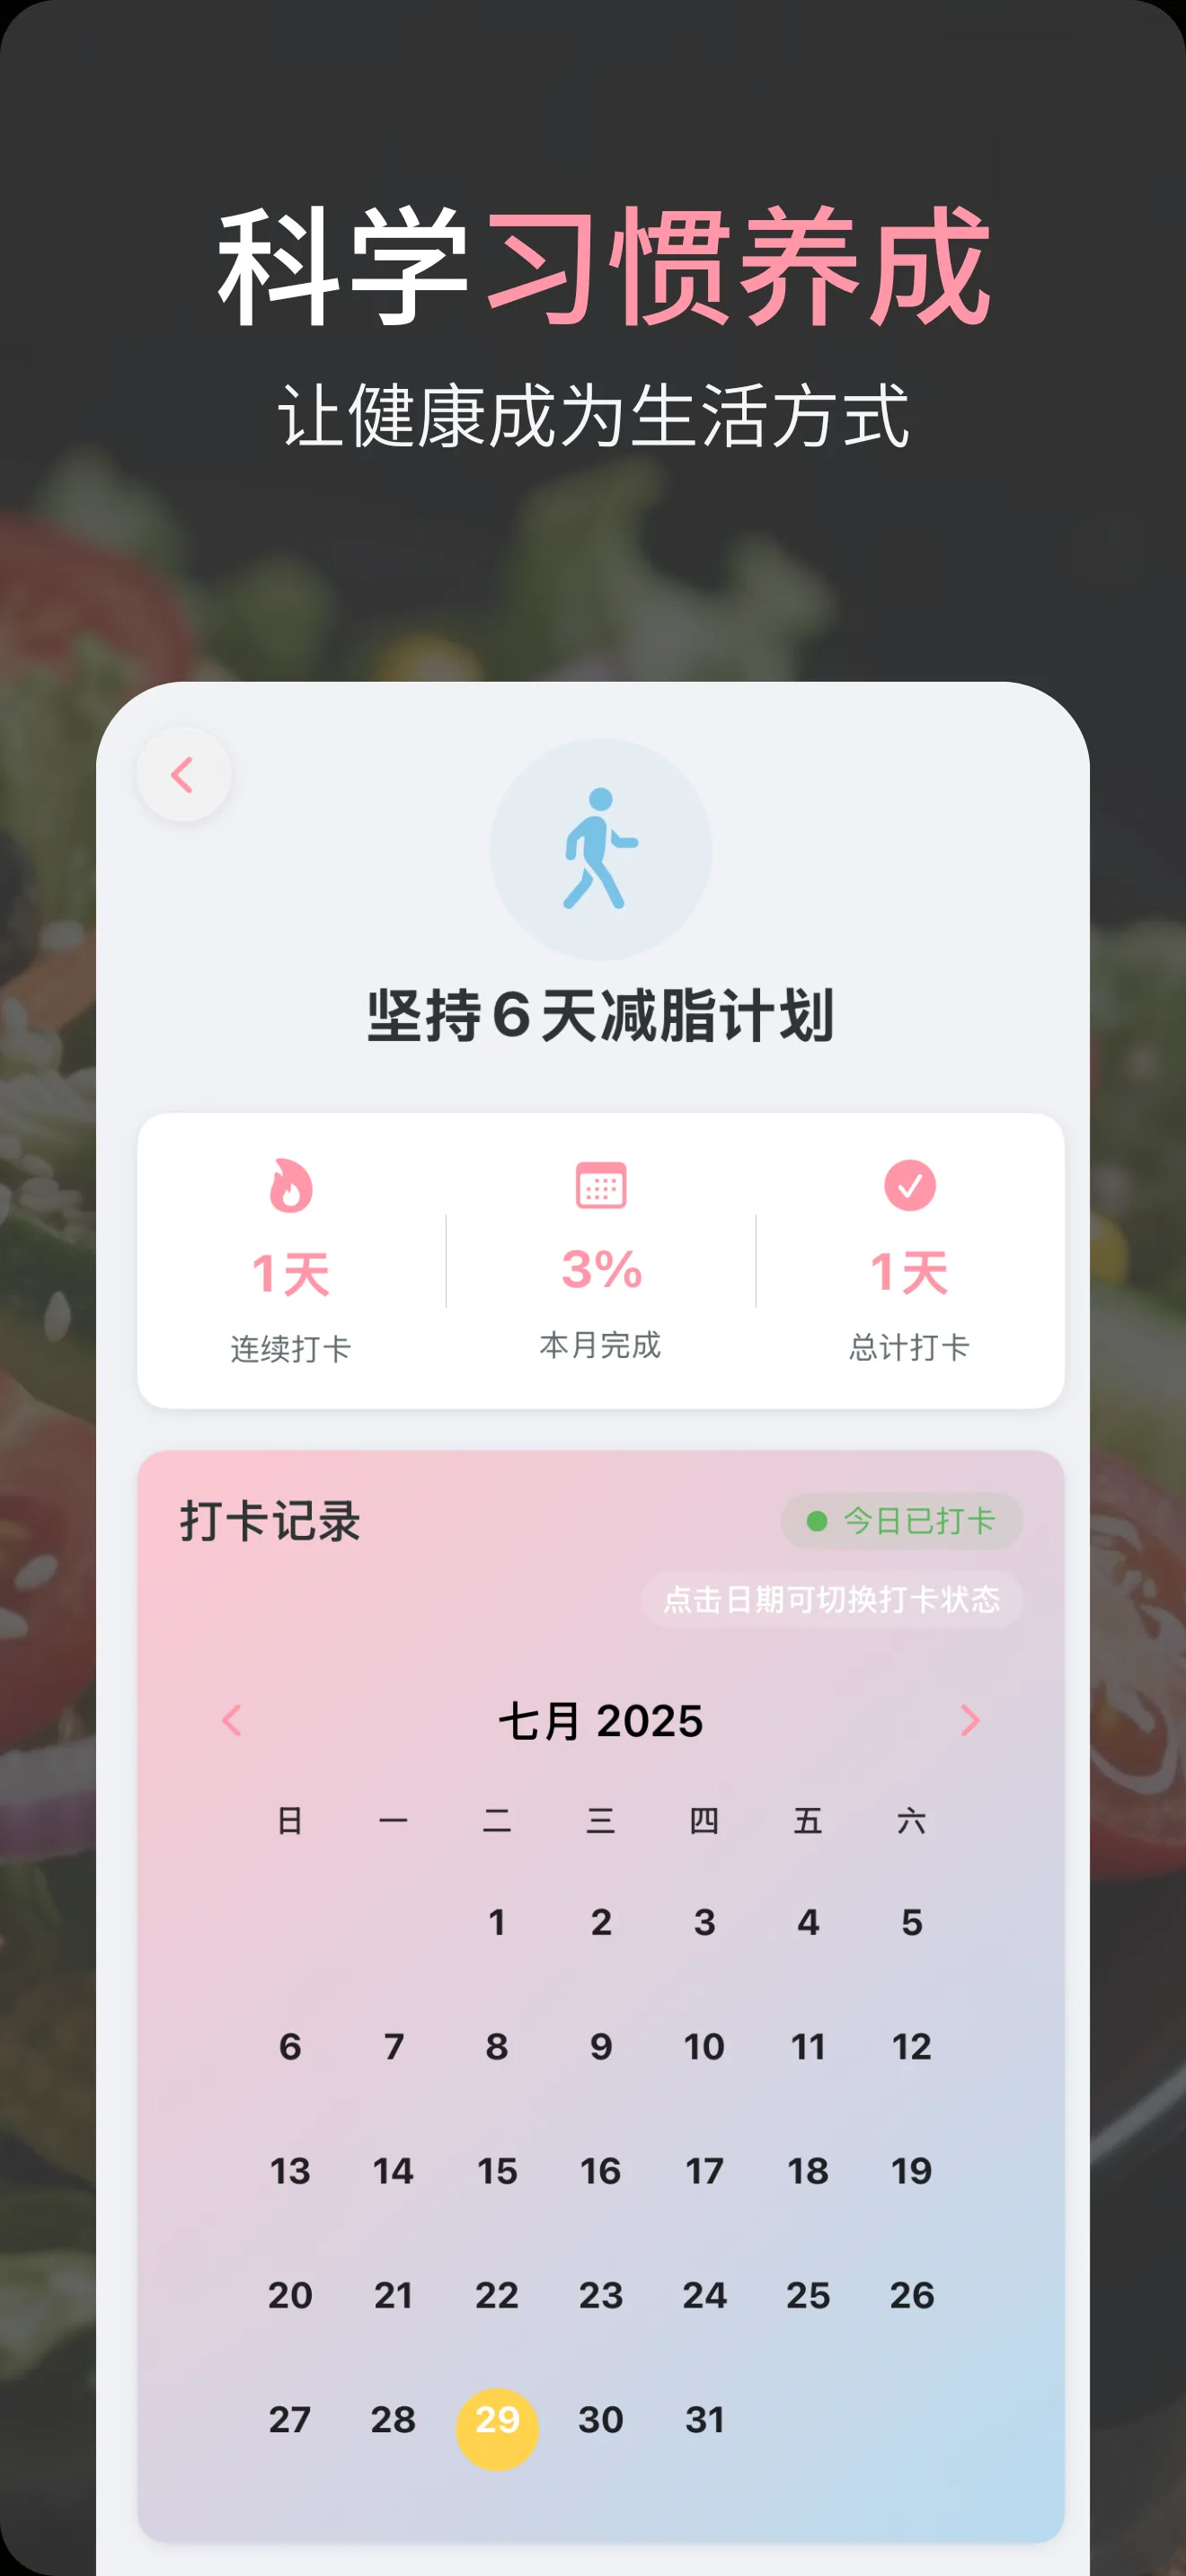 科学习惯养成
让健康成为生活方式
坚持6天减脂计划
1天 3% 1天
连续打卡 本月完成 总计打卡
打卡记录 今日已打卡
点击日期可切换打卡状态
七月 2025
日 一 二 三 四 五 六
1 2 3 4 5
6 7 8 9 10 11 12
13 14 15 16 17 18 19
20 21 22 23 24 25 26
27 28 29 30 31